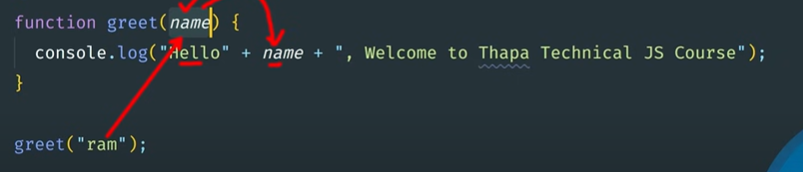 function greet(name) {
console.log("Hello" + name + ", Welcome to Thapa Technical JS Course");
}
greet("ram");